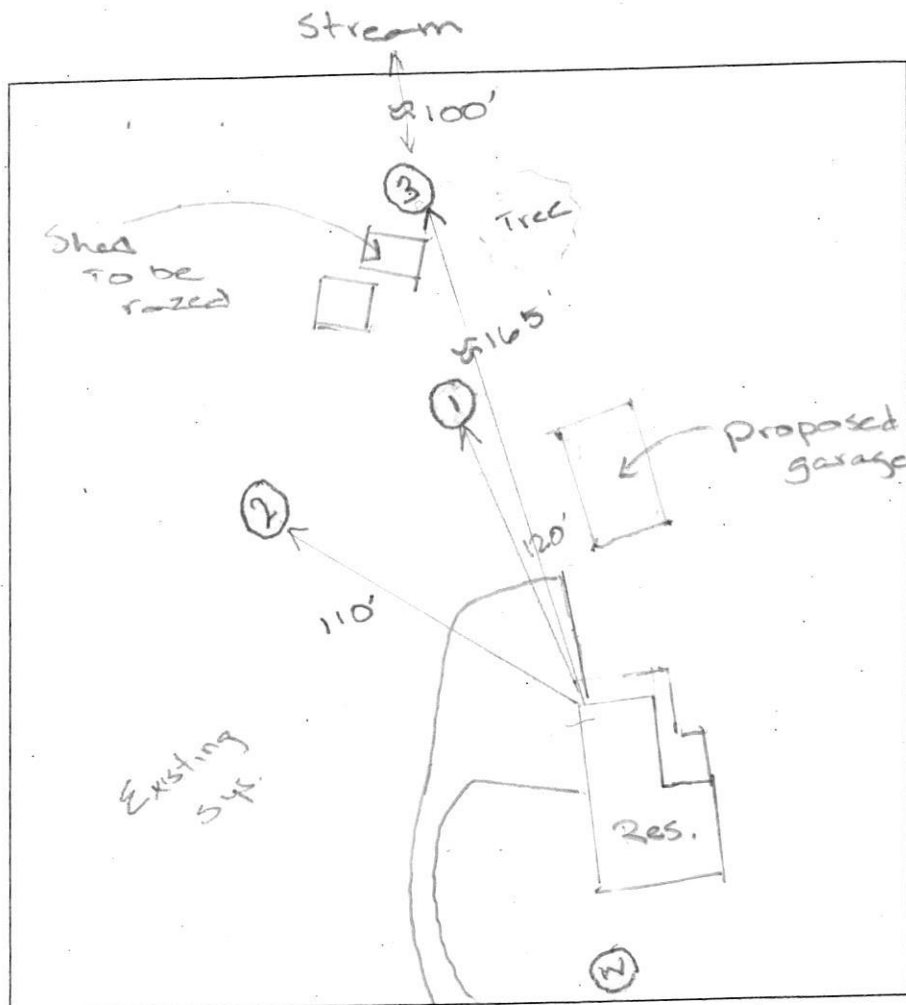 Stream
≈100'
3
Tree
Shed
To be
razed
≈165'
1
proposed
garage
2
120'
110'
Existing
sys.
Res.
W